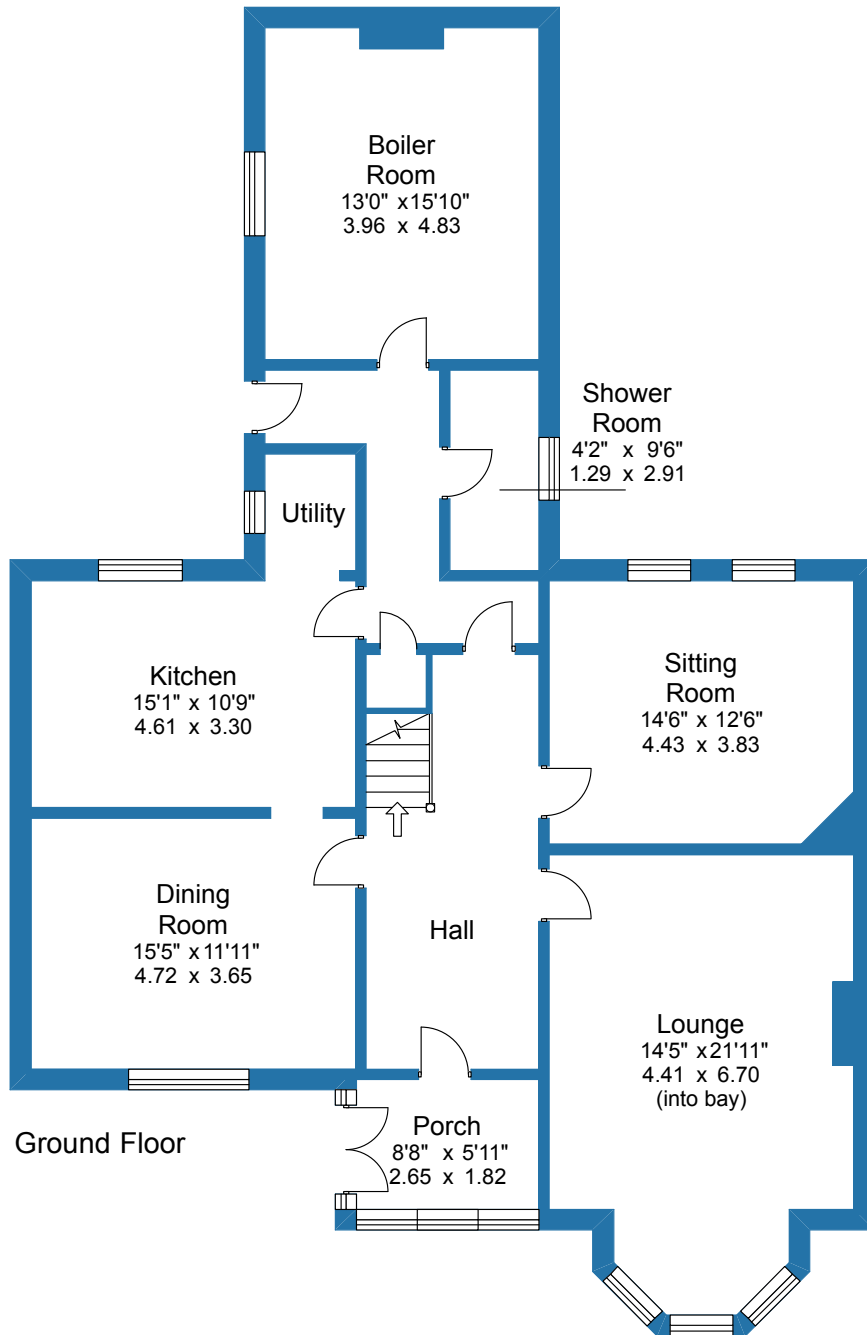 Boiler
Room
13'0" x15'10"
3.96 x 4.83
Shower
Room
4'2" x 9'6"
1.29 x 2.91
Utility
Kitchen
15'1" x 10'9"
4.61 x 3.30
Sitting
Room
14'6" x 12'6"
4.43 x 3.83
Dining
Room
15'5" x11'11"
4.72 x 3.65
Hall
Lounge
14'5" x21'11"
4.41 x 6.70
(into bay)
Porch
8'8" x 5'11"
2.65 x 1.82
Ground Floor